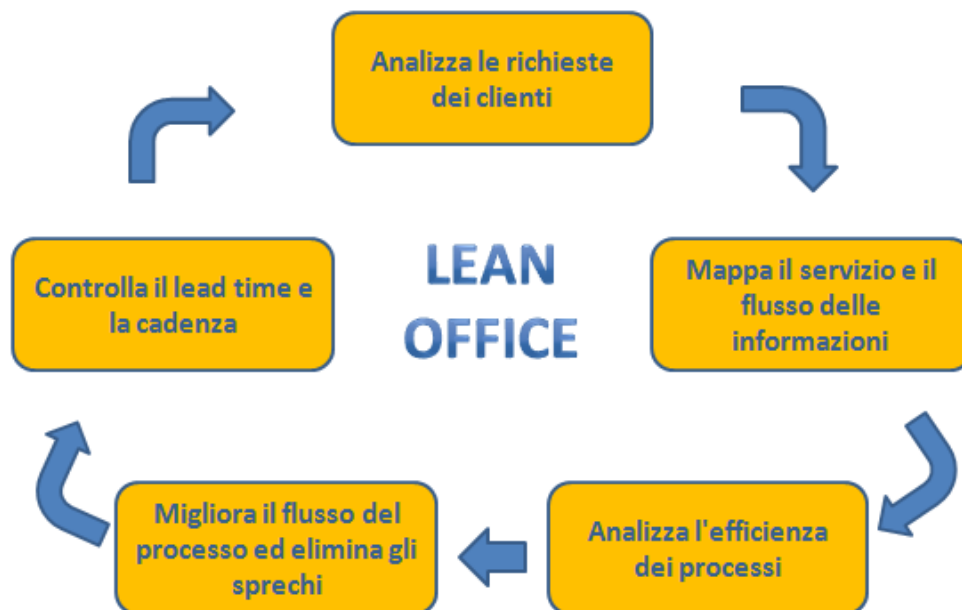 Analizza le richieste
dei clienti
Mappa il servizio e il
flusso delle
informazioni
Analizza l'efficienza
dei processi
Migliora il flusso del
processo ed elimina gli
sprechi
Controlla il lead time e
la cadenza
LEAN
OFFICE